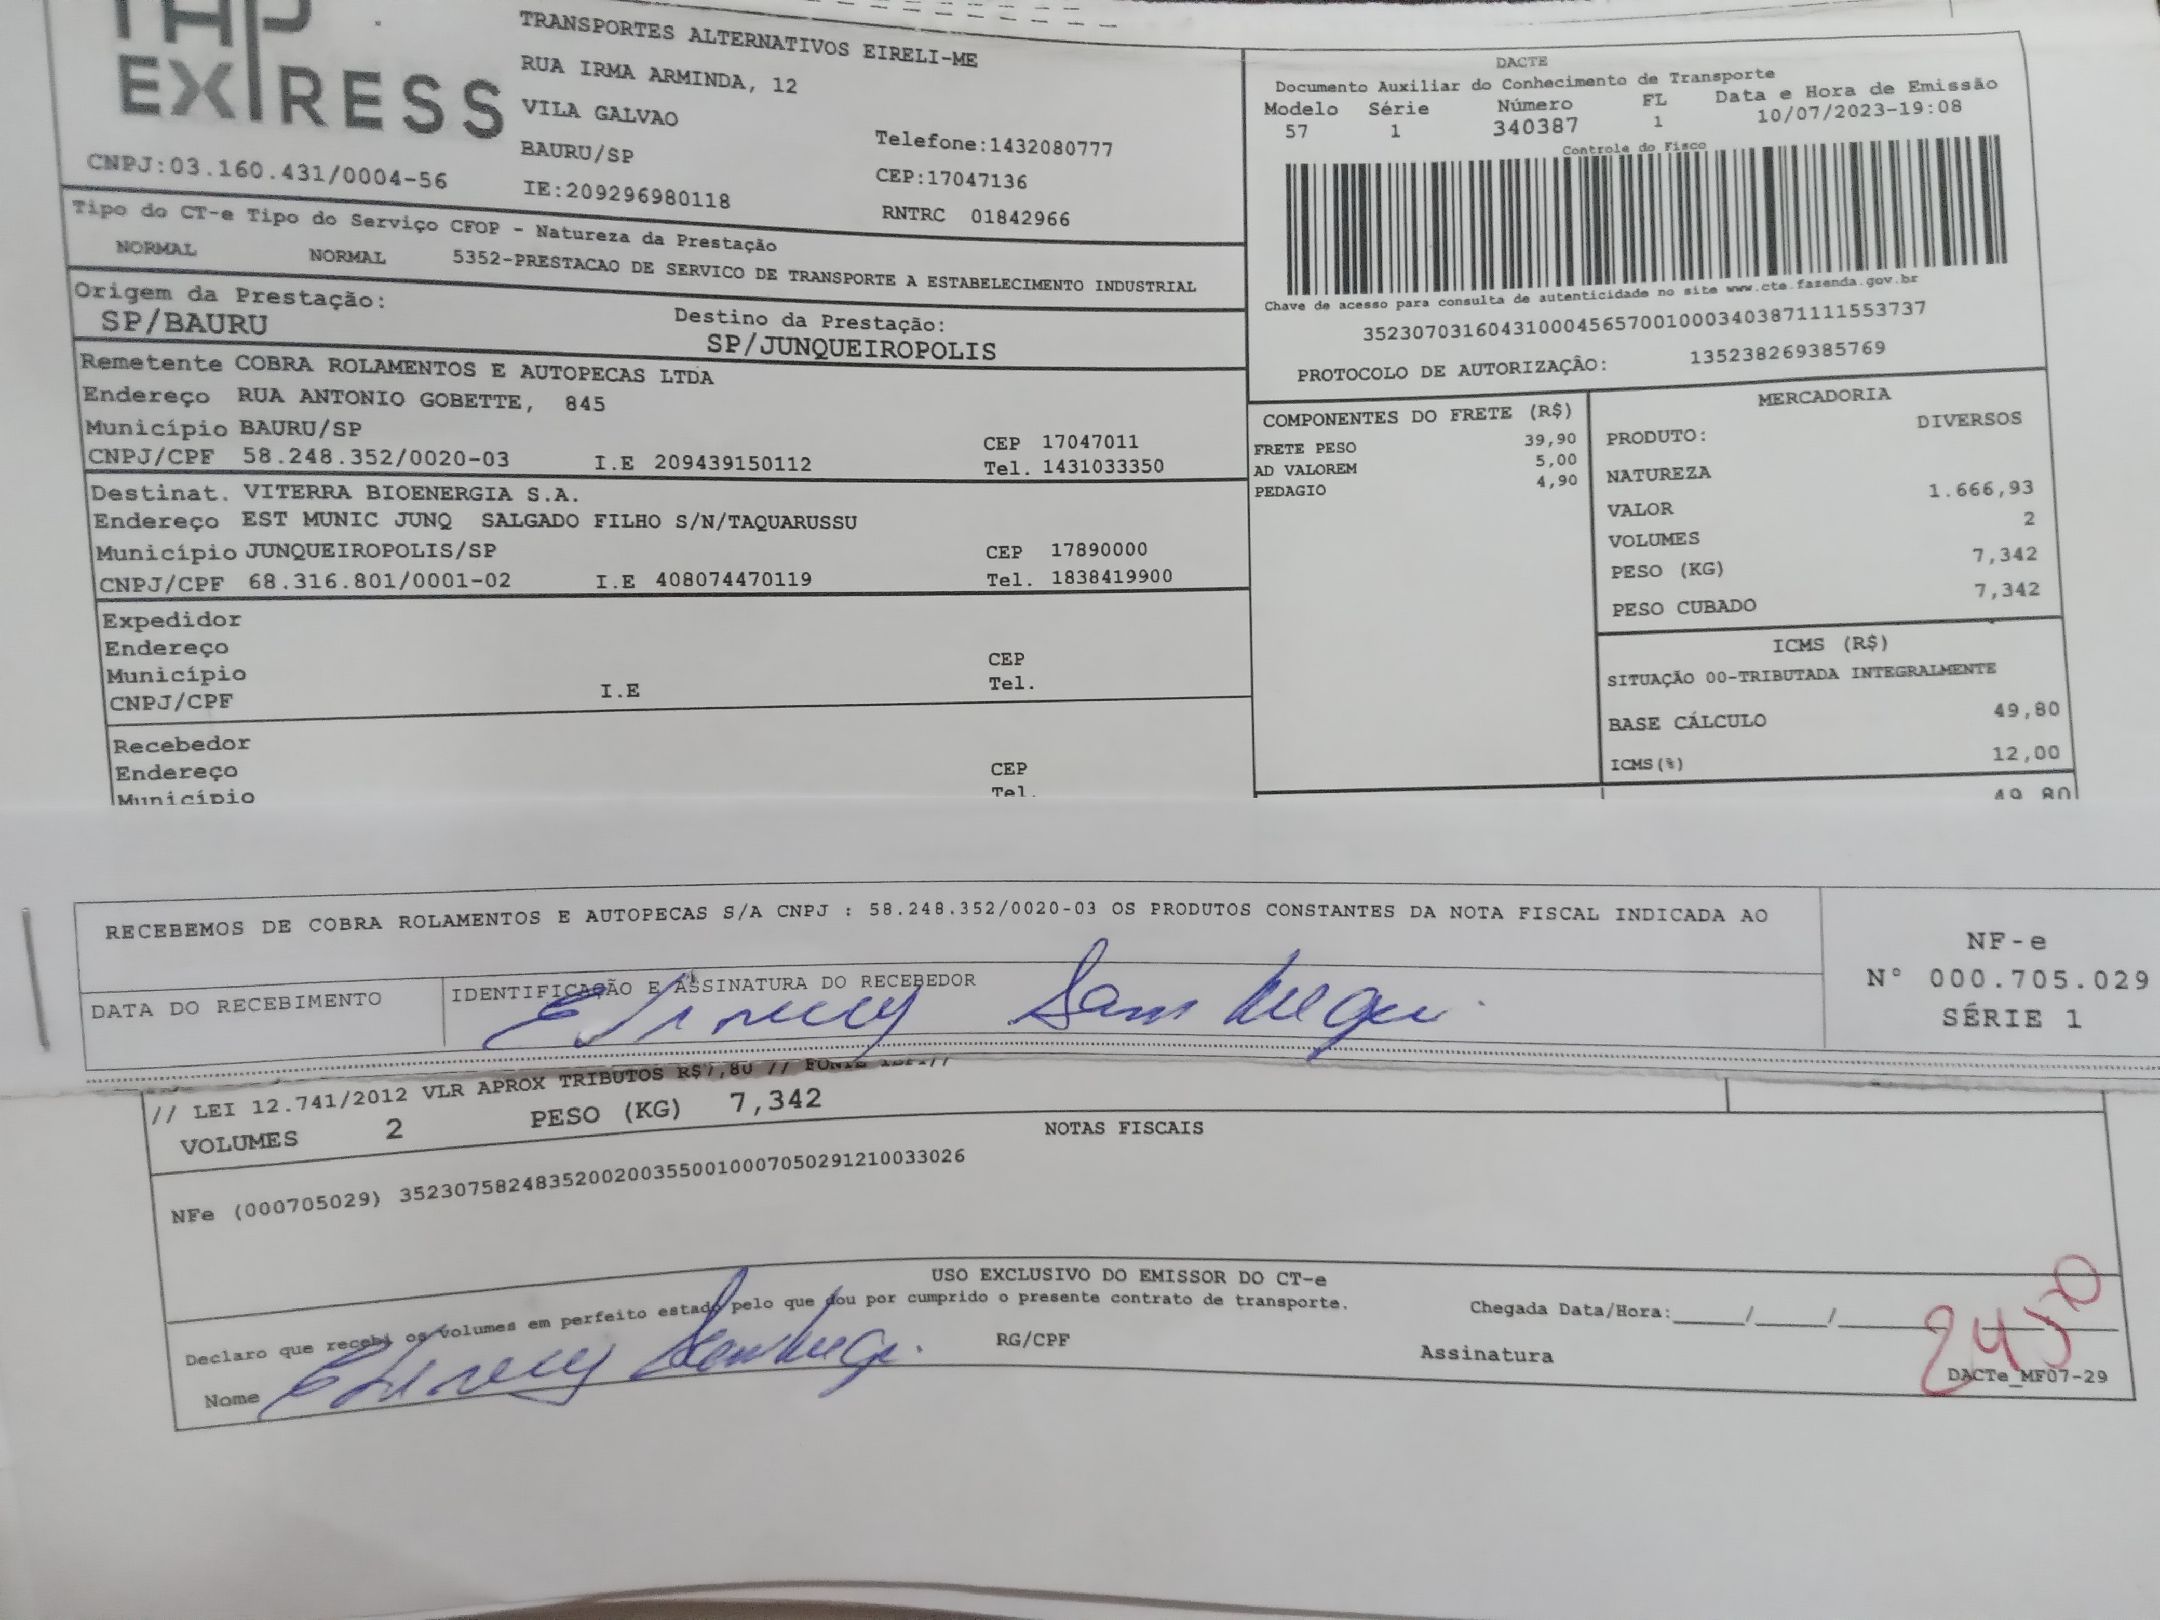 EXPRESS
CNPJ:03.160.431/0004-56
TRANSPORTES ALTERNATIVOS EIRELI-ME
RUA IRMA ARMINDA, 12
VILA GALVAO
BAURU/SP
IE:209296980118
Telefone:1432080777
CEP:17047136
RNTRC 01842966
DACTE
Documento Auxiliar do Conhecimento de Transporte
Modelo Série Número FL Data e Hora de Emissão
57 1 340387 1 10/07/2023-19:08
Controle do Fisco
Chave de acesso para consulta de autenticidade no site www.cte.fazenda.gov.br
35230703160431000456570010003403871111553737
PROTOCOLO DE AUTORIZAÇÃO: 135238269385769
Tipo do CT-e Tipo do Serviço CFOP - Natureza da Prestação
NORMAL NORMAL 5352-PRESTACAO DE SERVICO DE TRANSPORTE A ESTABELECIMENTO INDUSTRIAL
Origem da Prestação: Destino da Prestação:
SP/BAURU SP/JUNQUEIROPOLIS
Remetente COBRA ROLAMENTOS E AUTOPECAS LTDA
Endereço RUA ANTONIO GOBETTE, 845
Município BAURU/SP CEP 17047011
CNPJ/CPF 58.248.352/0020-03 I.E 209439150112 Tel. 1431033350
Destinat. VITERRA BIOENERGIA S.A.
Endereço EST MUNIC JUNQ SALGADO FILHO S/N/TAQUARUSSU
Município JUNQUEIROPOLIS/SP CEP 17890000
CNPJ/CPF 68.316.801/0001-02 I.E 408074470119 Tel. 1838419900
Expedidor
Endereço
Município CEP
CNPJ/CPF I.E Tel.
Recebedor
Endereço CEP
Município Tel.
COMPONENTES DO FRETE (R$)
FRETE PESO 39,90
AD VALOREM 5,00
PEDAGIO 4,90
MERCADORIA
PRODUTO: DIVERSOS
NATUREZA
VALOR 1.666,93
VOLUMES 2
PESO (KG) 7,342
PESO CUBADO 7,342
ICMS (R$)
SITUAÇÃO 00-TRIBUTADA INTEGRALMENTE
BASE CÁLCULO 49,80
ICMS(%) 12,00
49,80
RECEBEMOS DE COBRA ROLAMENTOS E AUTOPECAS S/A CNPJ : 58.248.352/0020-03 OS PRODUTOS CONSTANTES DA NOTA FISCAL INDICADA AO
DATA DO RECEBIMENTO IDENTIFICAÇÃO E ASSINATURA DO RECEBEDOR
NF-e
N° 000.705.029
SÉRIE 1
// LEI 12.741/2012 VLR APROX TRIBUTOS R$7,80 // FONTE IBPT//
VOLUMES 2 PESO (KG) 7,342
NOTAS FISCAIS
NFe (000705029) 35230758248352002003550010007050291210033026
USO EXCLUSIVO DO EMISSOR DO CT-e
Declaro que recebi os volumes em perfeito estado pelo que dou por cumprido o presente contrato de transporte.
Chegada Data/Hora:_____/_____/
Nome RG/CPF Assinatura
DACTe_MF07-29